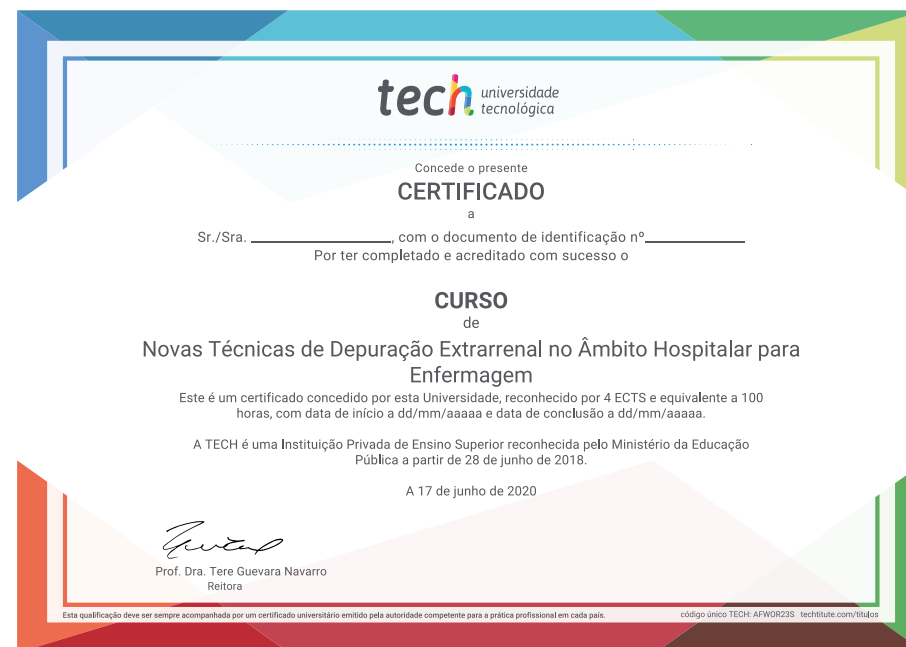 tech universidade
tecnológica
Concede o presente
CERTIFICADO
a
Sr./Sra. ____________________, com o documento de identificação nº______________
Por ter completado e acreditado com sucesso o
CURSO
de
Novas Técnicas de Depuração Extrarrenal no Âmbito Hospitalar para
Enfermagem
Este é um certificado concedido por esta Universidade, reconhecido por 4 ECTS e equivalente a 100
horas, com data de início a dd/mm/aaaaa e data de conclusão a dd/mm/aaaaa.
A TECH é uma Instituição Privada de Ensino Superior reconhecida pelo Ministério da Educação
Pública a partir de 28 de junho de 2018.
A 17 de junho de 2020
Prof. Dra. Tere Guevara Navarro
Reitora
Esta qualificação deve ser sempre acompanhada por um certificado universitário emitido pela autoridade competente para a prática profissional em cada país. código único TECH: AFWOR23S techtitute.com/titulos